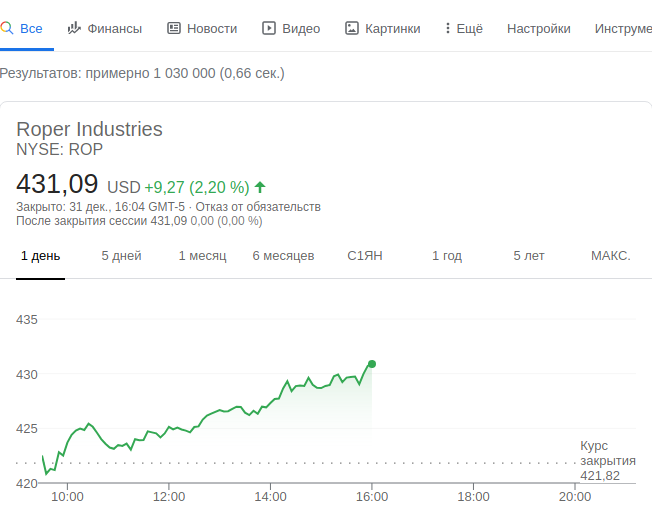 Все Финансы Новости Видео Картинки Ещё Настройки Инструме
Результатов: примерно 1 030 000 (0,66 сек.)
Roper Industries
NYSE: ROP
431,09 USD +9,27 (2,20 %)
Закрыто: 31 дек., 16:04 GMT-5 · Отказ от обязательств
После закрытия сессии 431,09 0,00 (0,00 %)
1 день 5 дней 1 месяц 6 месяцев С1ЯН 1 год 5 лет МАКС.
435
430
425
420
Курс
закрытия
421,82
10:00 12:00 14:00 16:00 18:00 20:00